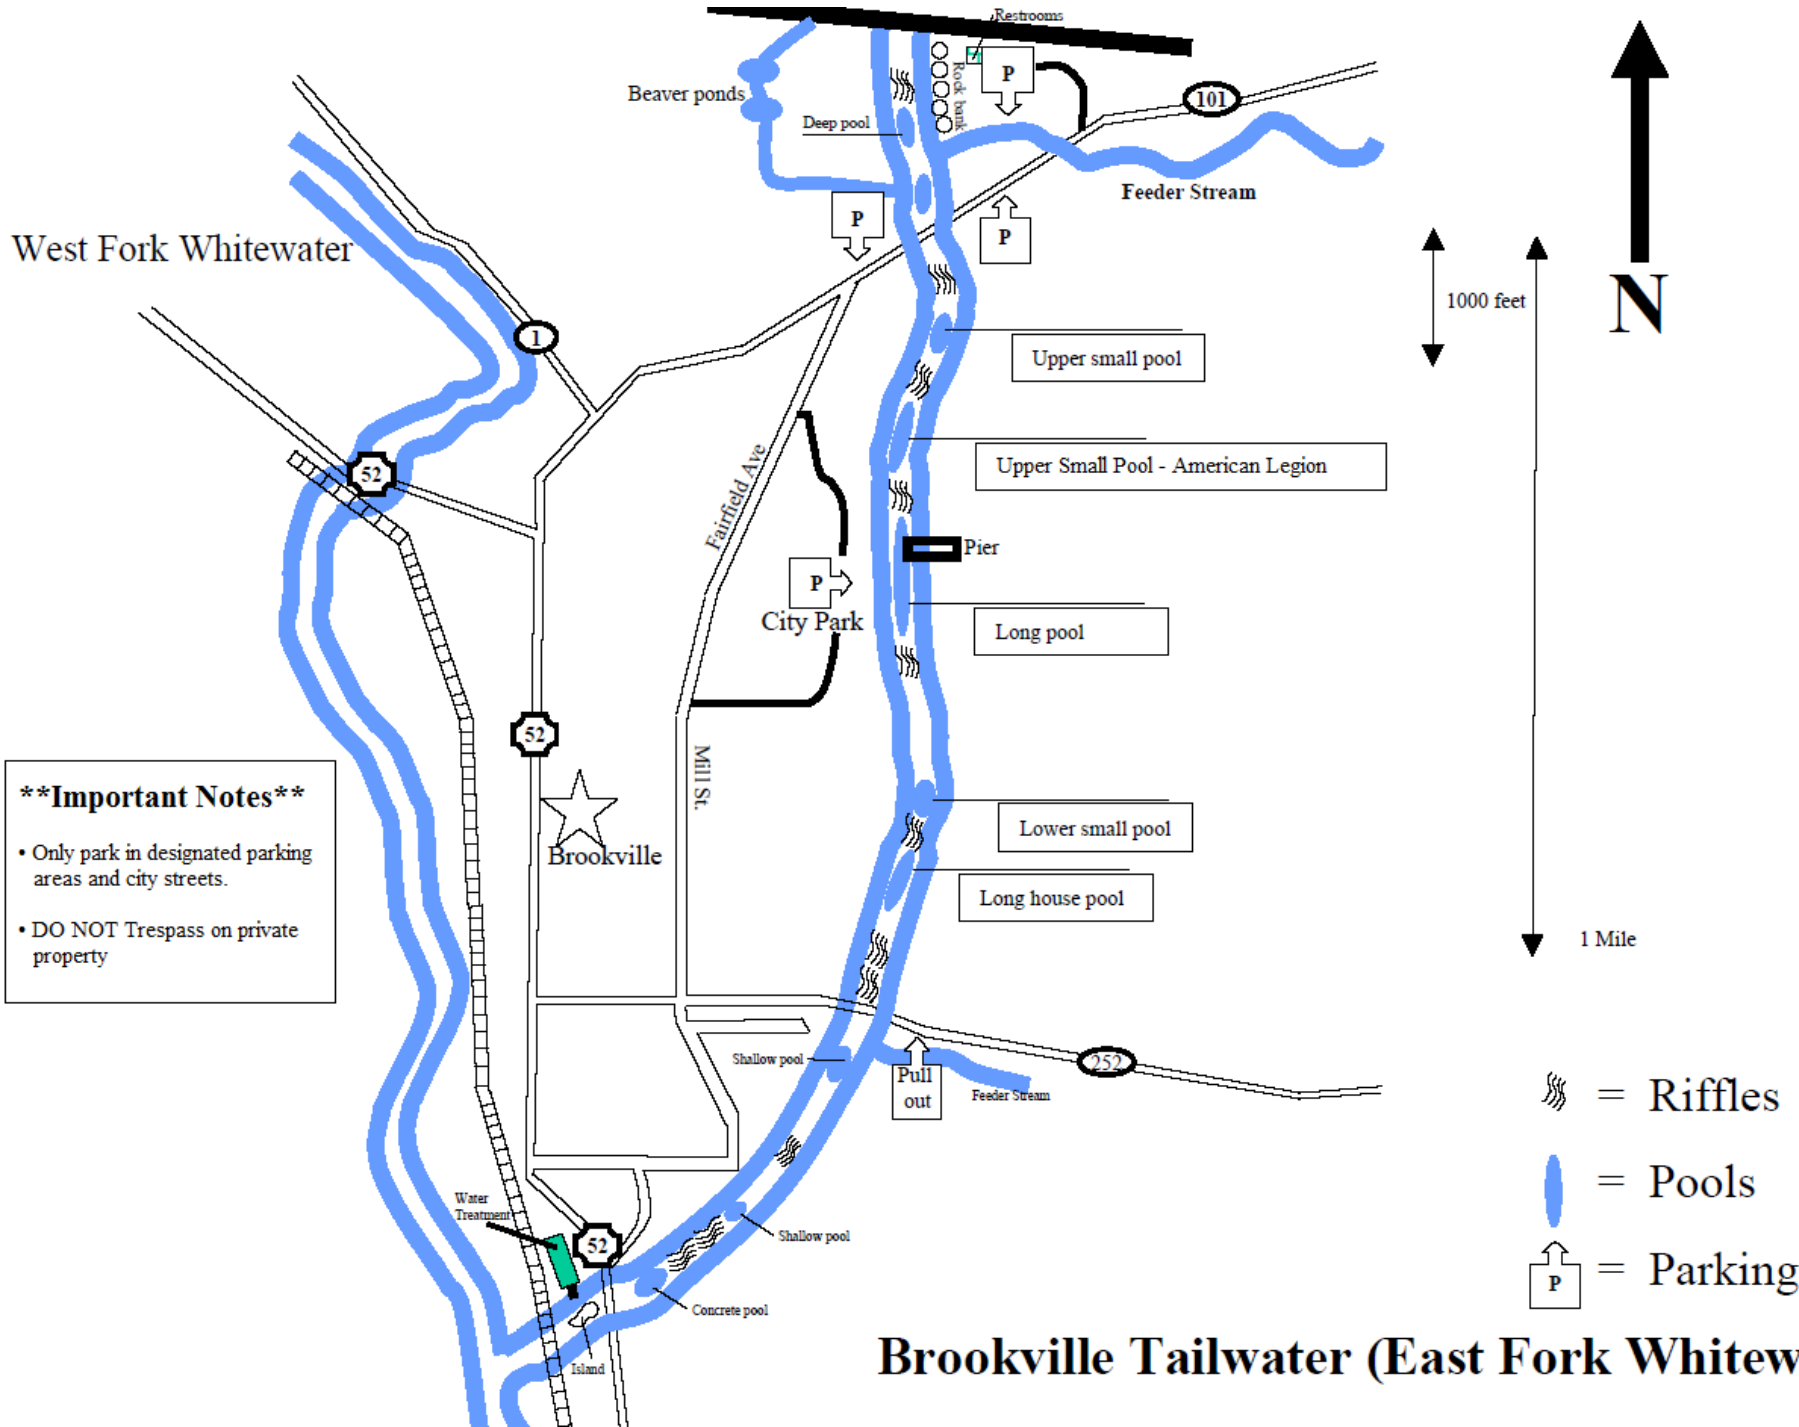 Restrooms
P
Rock bank
101
Beaver ponds
Deep pool
Feeder Stream
P
P
West Fork Whitewater
1000 feet
N
1
Upper small pool
Upper Small Pool - American Legion
52
Fairfield Ave
Pier
P
City Park
Long pool
52
Mill St.
**Important Notes**
• Only park in designated parking
areas and city streets.
• DO NOT Trespass on private
property
Brookville
Lower small pool
Long house pool
1 Mile
Shallow pool
252
Pull
out
Feeder Stream
= Riffles
= Pools
P = Parking
Water
Treatment
52
Shallow pool
Concrete pool
Island
Brookville Tailwater (East Fork Whitew